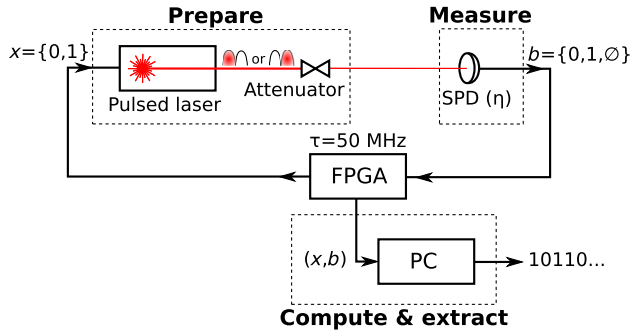 Prepare
Measure
x={0,1}
or
b={0,1,∅}
Attenuator
Pulsed laser
SPD (η)
τ=50 MHz
FPGA
(x,b)
PC
10110...
Compute & extract